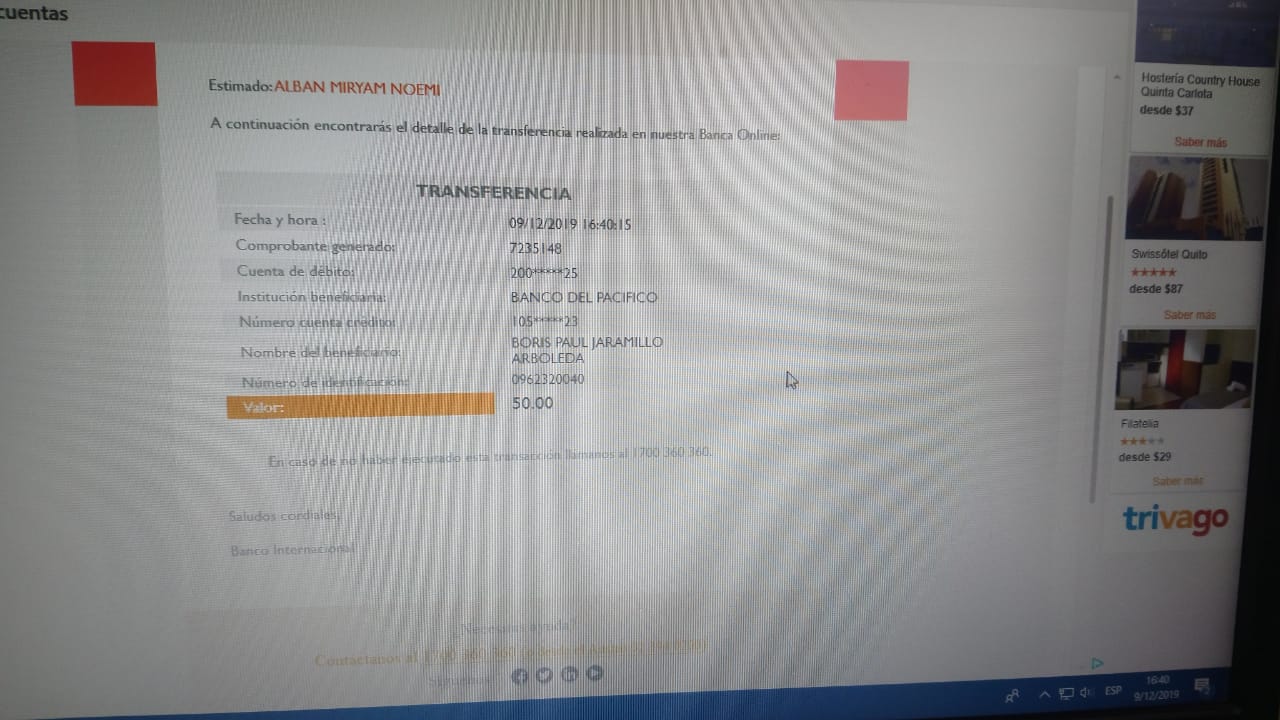 cuentas
Estimado: ALBAN MIRYAM NOEMI
A continuación encontrarás el detalle de la transferencia realizada en nuestra Banca Online:
TRANSFERENCIA
Fecha y hora : 09/12/2019 16:40:15
Comprobante generado: 7235148
Cuenta de débito: 200*****25
Institución beneficiaria: BANCO DEL PACIFICO
Número cuenta crédito: 105*****23
Nombre del beneficiario: BORIS PAUL JARAMILLO
ARBOLEDA
Número de identificación: 0962320040
Valor: 50.00
En caso de no haber ejecutado esta transacción llámanos al 1700 360 360.
Saludos cordiales,
Banco Internacional
¿Necesitas ayuda?
Contáctanos al 1700 360 360
Hostería Country House
Quinta Carlota
desde $37
Saber más
Swissôtel Quito
desde $87
Saber más
Filatelia
desde $29
Saber más
trivago
ESP
16:40
9/12/2019